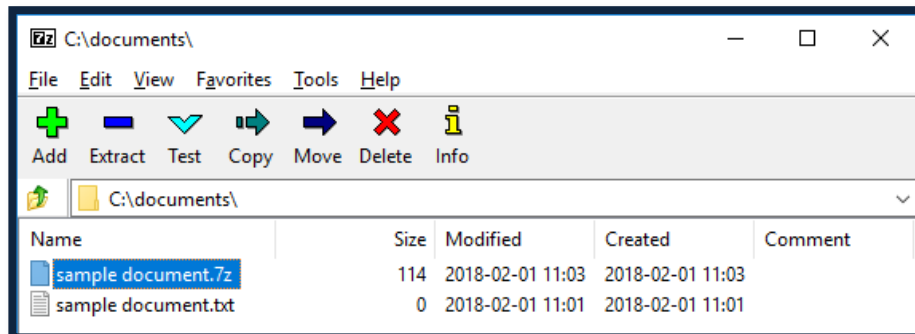 7z C:\documents\
File Edit View Favorites Tools Help
Add Extract Test Copy Move Delete Info
C:\documents\
Name Size Modified Created Comment
sample document.7z 114 2018-02-01 11:03 2018-02-01 11:03
sample document.txt 0 2018-02-01 11:01 2018-02-01 11:01